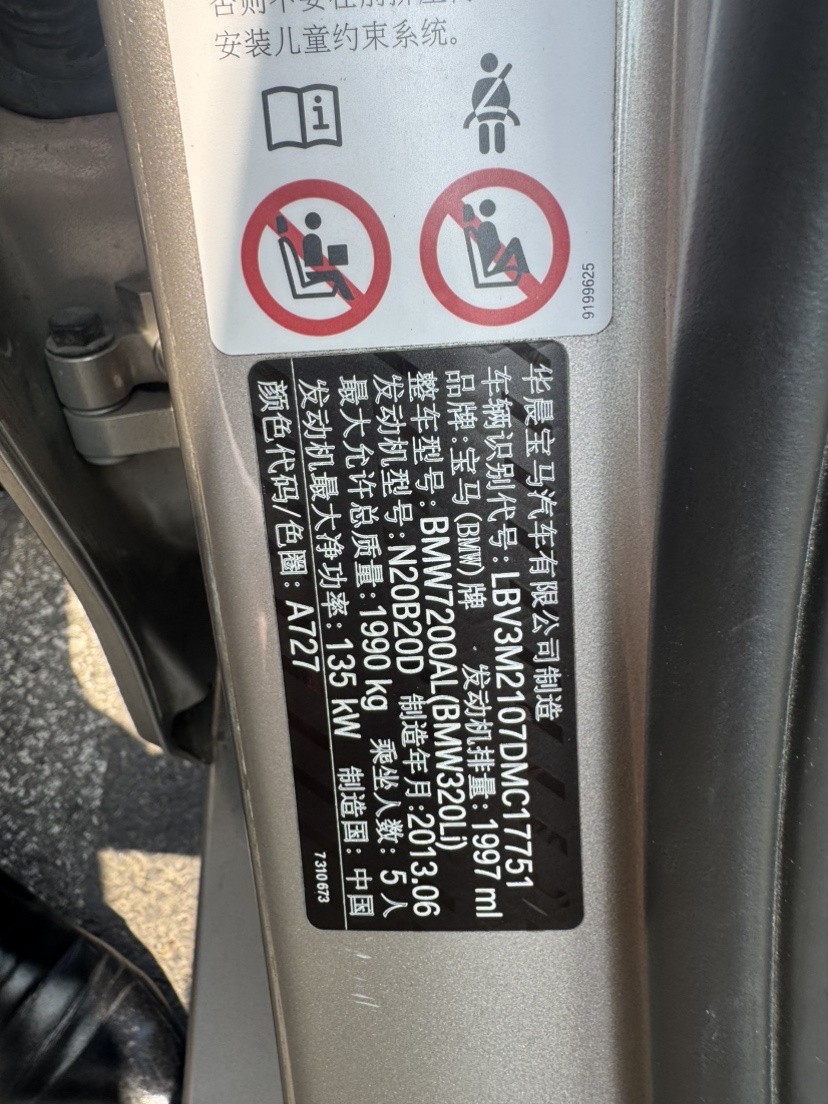 安装儿童约束系统。
9199625
华晨宝马汽车有限公司制造
车辆识别代号:LBV3M2107DMC17751
品牌:宝马(BMW)牌 发动机排量:1997 ml
整车型号:BMW7200AL(BMW320Li)
发动机型号:N20B20D 制造年月:2013.06
最大允许总质量:1990 kg 乘坐人数:5人
发动机最大净功率:135 kW 制造国:中国
颜色代码/色圈:A727
7310673